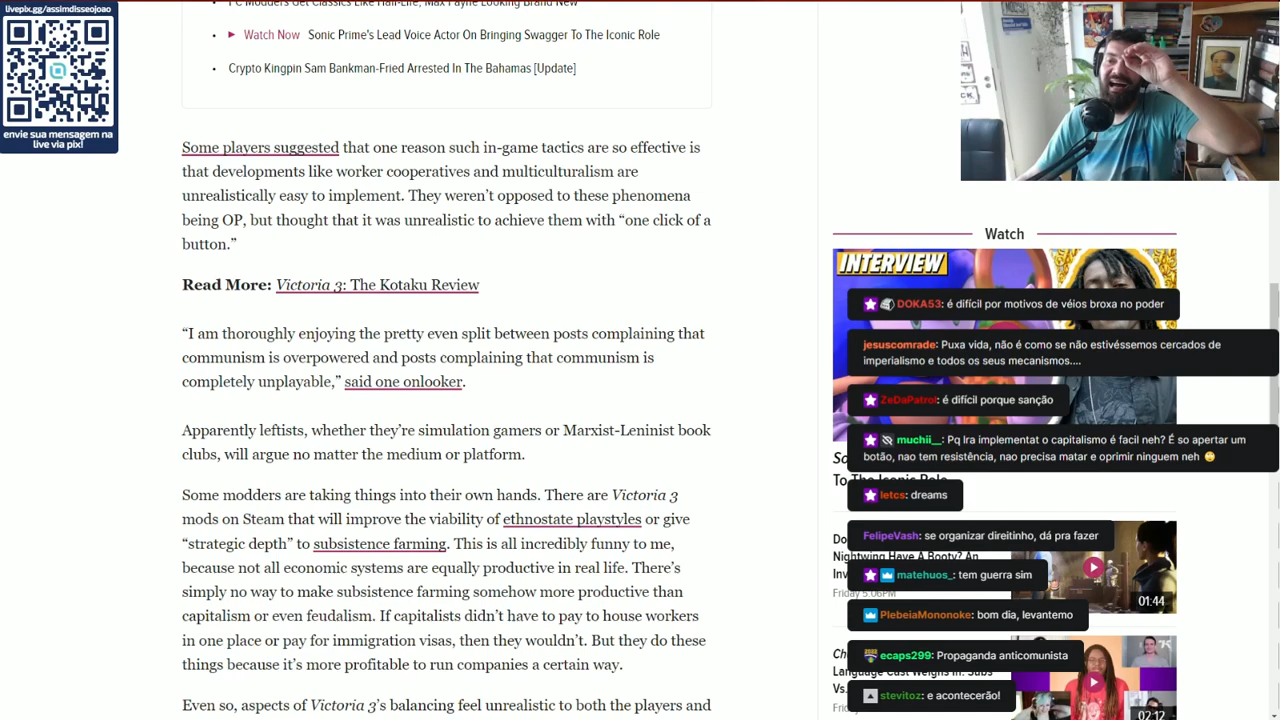 livepix.gg/assimdisseojoao
envie sua mensagem na
live via pix!
PC Modders Get Classics Like Half-Life, Max Payne Looking Brand New
Watch Now Sonic Prime's Lead Voice Actor On Bringing Swagger To The Iconic Role
Crypto Kingpin Sam Bankman-Fried Arrested In The Bahamas [Update]
Some players suggested that one reason such in-game tactics are so effective is
that developments like worker cooperatives and multiculturalism are
unrealistically easy to implement. They weren’t opposed to these phenomena
being OP, but thought that it was unrealistic to achieve them with “one click of a
button.”
Read More: Victoria 3: The Kotaku Review
“I am thoroughly enjoying the pretty even split between posts complaining that
communism is overpowered and posts complaining that communism is
completely unplayable,” said one onlooker.
Apparently leftists, whether they’re simulation gamers or Marxist-Leninist book
clubs, will argue no matter the medium or platform.
Some modders are taking things into their own hands. There are Victoria 3
mods on Steam that will improve the viability of ethnostate playstyles or give
“strategic depth” to subsistence farming. This is all incredibly funny to me,
because not all economic systems are equally productive in real life. There’s
simply no way to make subsistence farming somehow more productive than
capitalism or even feudalism. If capitalists didn’t have to pay to house workers
in one place or pay for immigration visas, then they wouldn’t. But they do these
things because it’s more profitable to run companies a certain way.
Even so, aspects of Victoria 3’s balancing feel unrealistic to both the players and
Watch
INTERVIEW
DOKA53: é difícil por motivos de véios broxa no poder
jesuscomrade: Puxa vida, não é como se não estivéssemos cercados de
imperialismo e todos os seus mecanismos....
ZeDaPatrol: é difícil porque sanção
muchii__: Pq lra implementat o capitalismo é facil neh? É so apertar um
botão, nao tem resistência, nao precisa matar e oprimir ninguem neh 🙄
To The Iconic Role
letcs: dreams
FelipeVash: se organizar direitinho, dá pra fazer
Nightwing Have A Booty? An
matehuos_: tem guerra sim
Friday 5:06PM
01:44
PlebeiaMononoke: bom dia, levantemo
ecaps299: Propaganda anticomunista
Language Cast Weighs In: Subs
Vs.
stevitoz: e acontecerão!
02:12